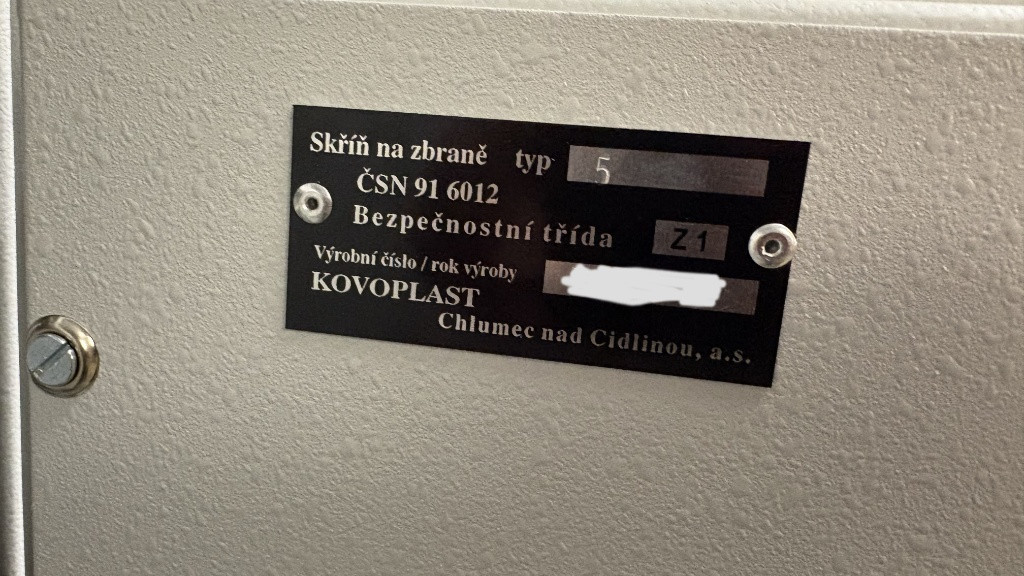 Skříň na zbraně typ 5
ČSN 91 6012
Bezpečnostní třída Z1
Výrobní číslo / rok výroby
KOVOPLAST
Chlumec nad Cidlinou, a.s.